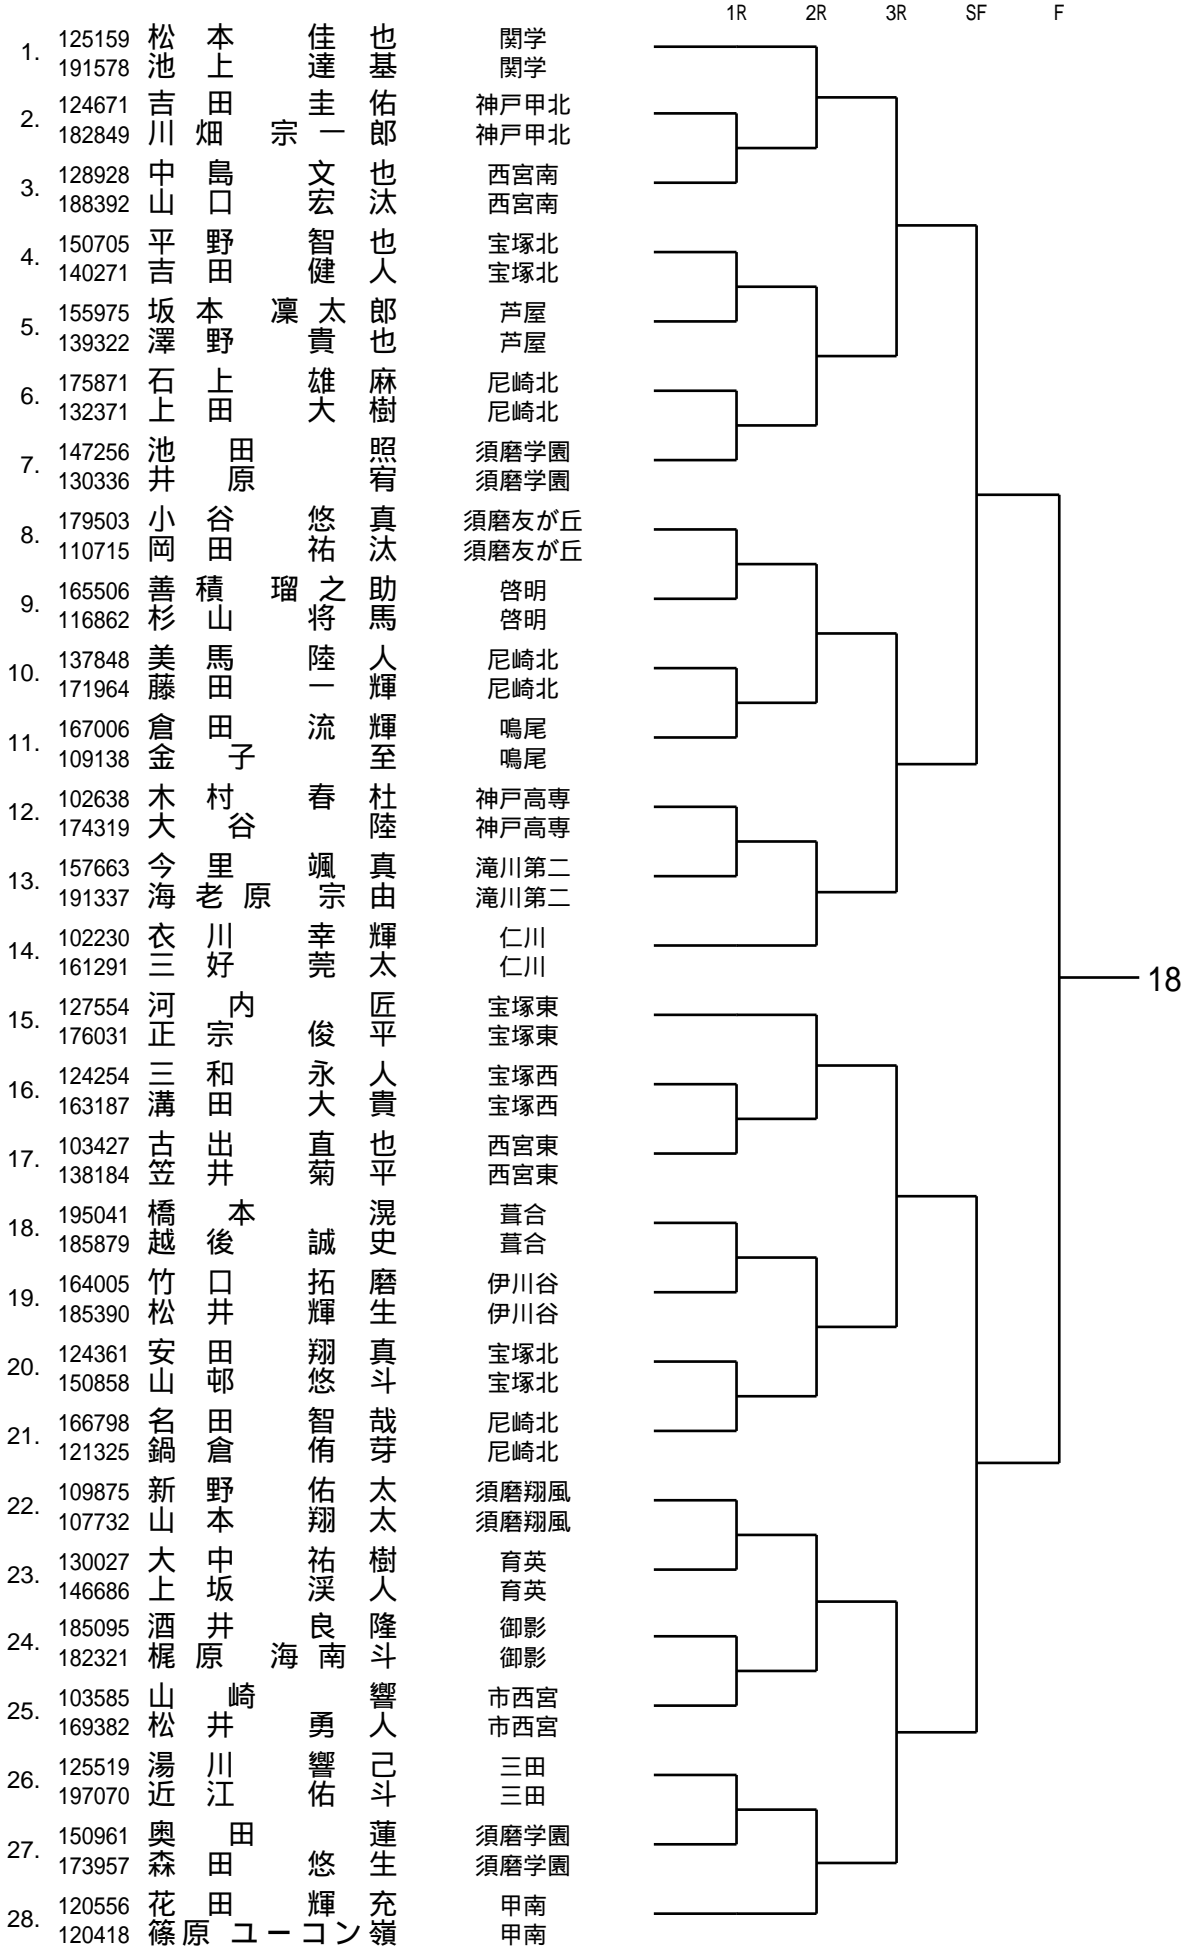 1R 2R 3R SF F
1. 125159 松本 佳也 関学
191578 池上 達基 関学
2. 124671 吉田 圭佑 神戸甲北
182849 川畑 宗一郎 神戸甲北
3. 128928 中島 文也 西宮南
188392 山口 宏汰 西宮南
4. 150705 平野 智也 宝塚北
140271 吉田 健人 宝塚北
5. 155975 坂本 凜太郎 芦屋
139322 澤野 貴也 芦屋
6. 175871 石上 雄麻 尼崎北
132371 上田 大樹 尼崎北
7. 147256 池田 照 須磨学園
130336 井原 宥 須磨学園
8. 179503 小谷 悠真 須磨友が丘
110715 岡田 祐汰 須磨友が丘
9. 165506 善積 瑠之助 啓明
116862 杉山 将馬 啓明
10. 137848 美馬 陸人 尼崎北
171964 藤田 一輝 尼崎北
11. 167006 倉田 流輝 鳴尾
109138 金子 至 鳴尾
12. 102638 木村 春杜 神戸高専
174319 大谷 陸 神戸高専
13. 157663 今里 颯真 滝川第二
191337 海老原 宗由 滝川第二
14. 102230 衣川 幸輝 仁川
161291 三好 莞太 仁川
18
15. 127554 河内 匠 宝塚東
176031 正宗 俊平 宝塚東
16. 124254 三和 永人 宝塚西
163187 溝田 大貴 宝塚西
17. 103427 古出 直也 西宮東
138184 笠井 菊平 西宮東
18. 195041 橋本 滉 葺合
185879 越後 誠史 葺合
19. 164005 竹口 拓磨 伊川谷
185390 松井 輝生 伊川谷
20. 124361 安田 翔真 宝塚北
150858 山邨 悠斗 宝塚北
21. 166798 名田 智哉 尼崎北
121325 鍋倉 侑芽 尼崎北
22. 109875 新野 佑太 須磨翔風
107732 山本 翔太 須磨翔風
23. 130027 大中 祐樹 育英
146686 上坂 渓人 育英
24. 185095 酒井 良隆 御影
182321 梶原 海南斗 御影
25. 103585 山崎 響 市西宮
169382 松井 勇人 市西宮
26. 125519 湯川 響己 三田
197070 近江 佑斗 三田
27. 150961 奥田 蓮 須磨学園
173957 森田 悠生 須磨学園
28. 120556 花田 輝充 甲南
120418 篠原 ユーコン嶺 甲南